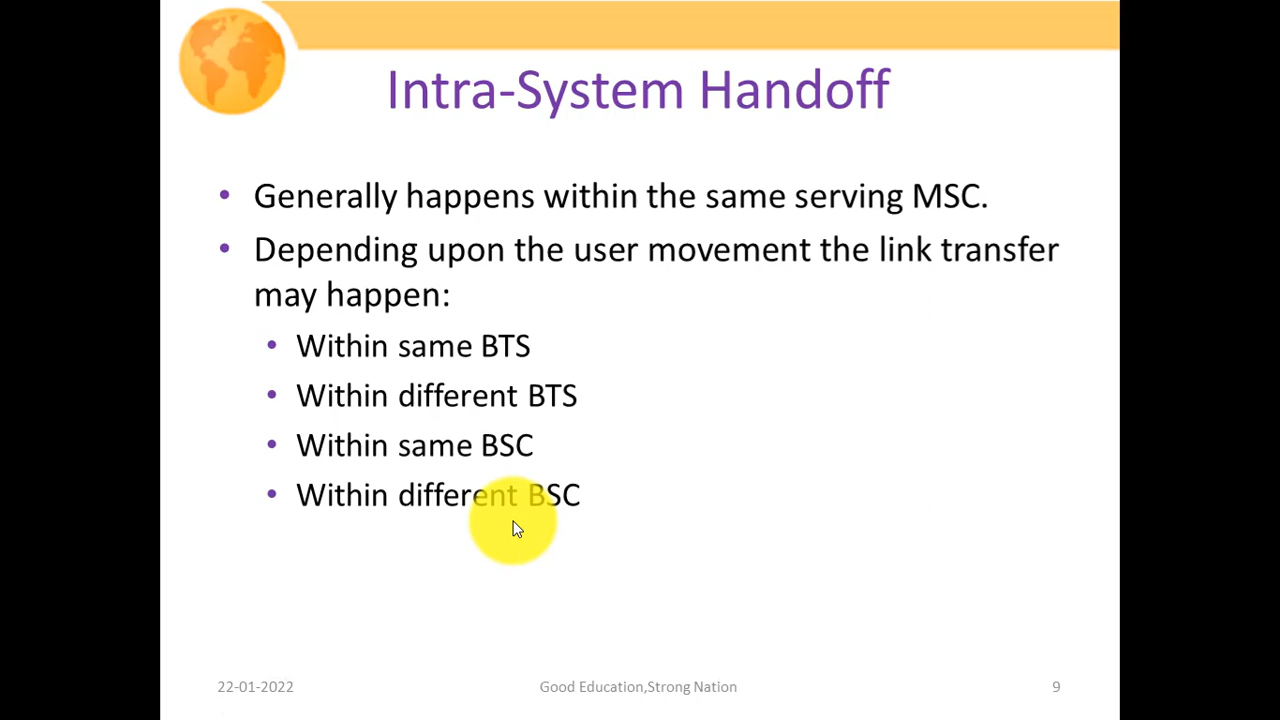 Intra-System Handoff
• Generally happens within the same serving MSC.
• Depending upon the user movement the link transfer
may happen:
• Within same BTS
• Within different BTS
• Within same BSC
• Within different BSC
22-01-2022
Good Education,Strong Nation
9